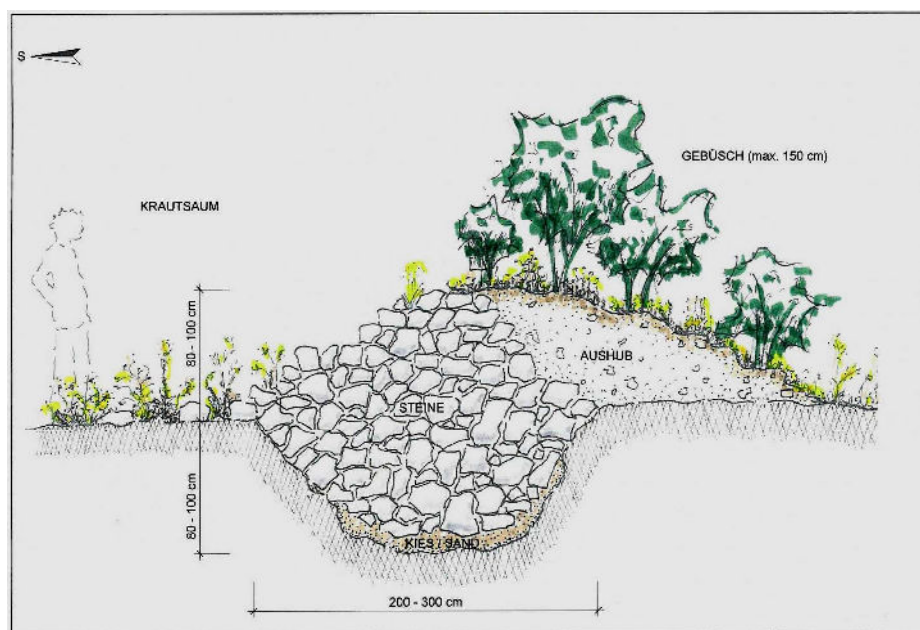 S
GEBÜSCH (max. 150 cm)
KRAUTSAUM
80 - 100 cm
AUSHUB
STEINE
80 - 100 cm
KIES / SAND
200 - 300 cm